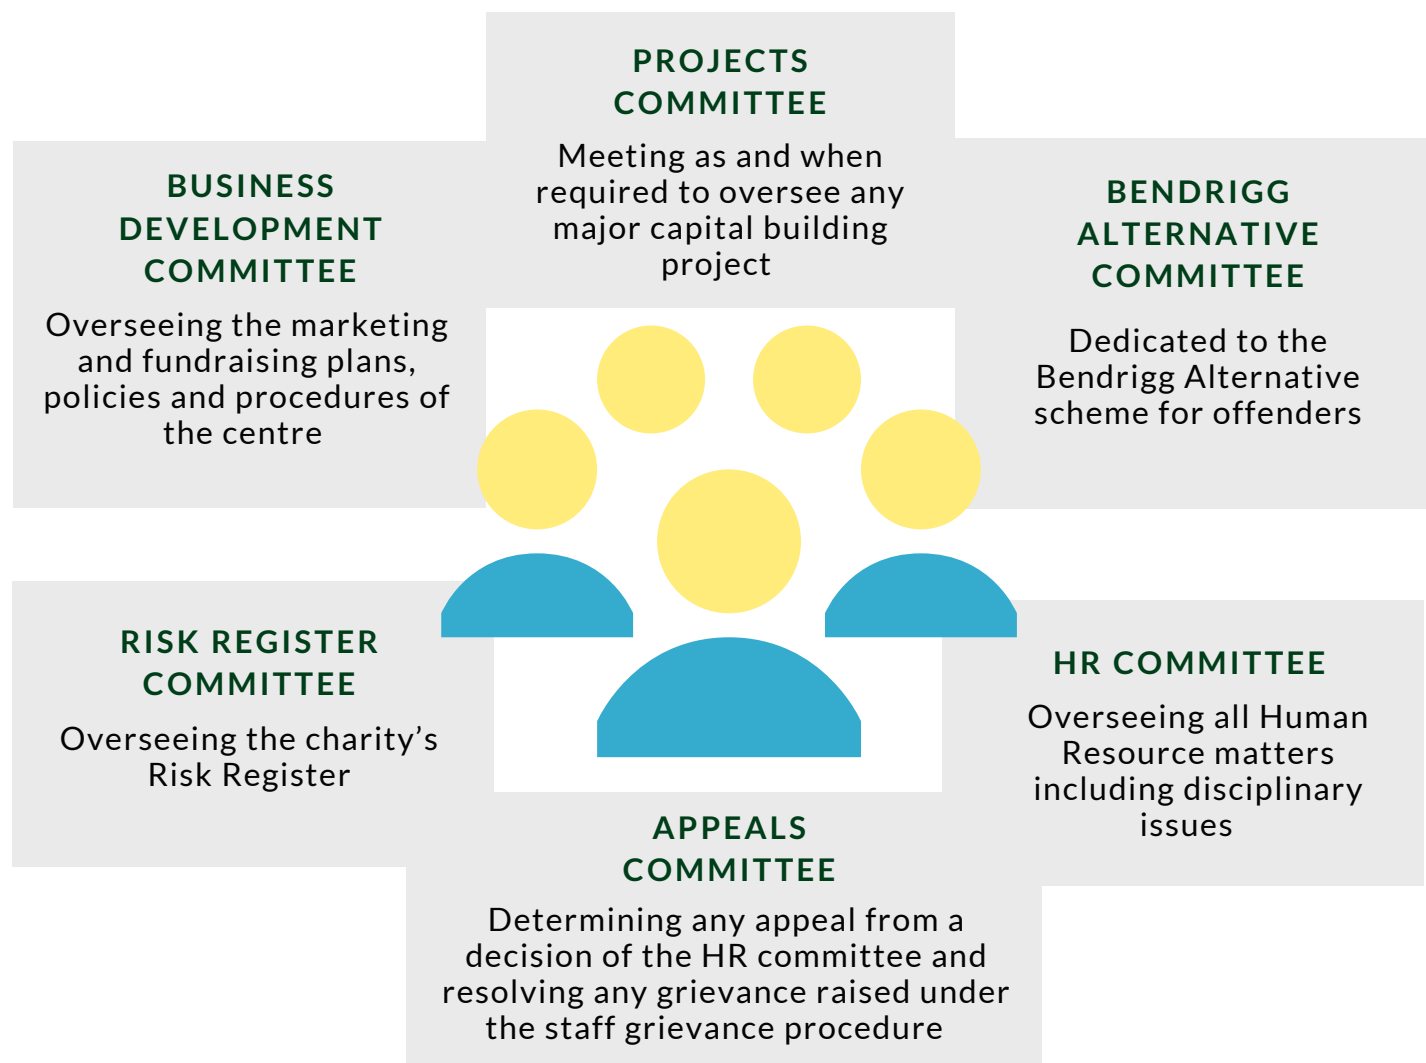 PROJECTS
COMMITTEE
Meeting as and when
required to oversee any
major capital building
project
BUSINESS
DEVELOPMENT
COMMITTEE
Overseeing the marketing
and fundraising plans,
policies and procedures of
the centre
BENDRIGG
ALTERNATIVE
COMMITTEE
Dedicated to the
Bendrigg Alternative
scheme for offenders
RISK REGISTER
COMMITTEE
Overseeing the charity’s
Risk Register
HR COMMITTEE
Overseeing all Human
Resource matters
including disciplinary
issues
APPEALS
COMMITTEE
Determining any appeal from a
decision of the HR committee and
resolving any grievance raised under
the staff grievance procedure